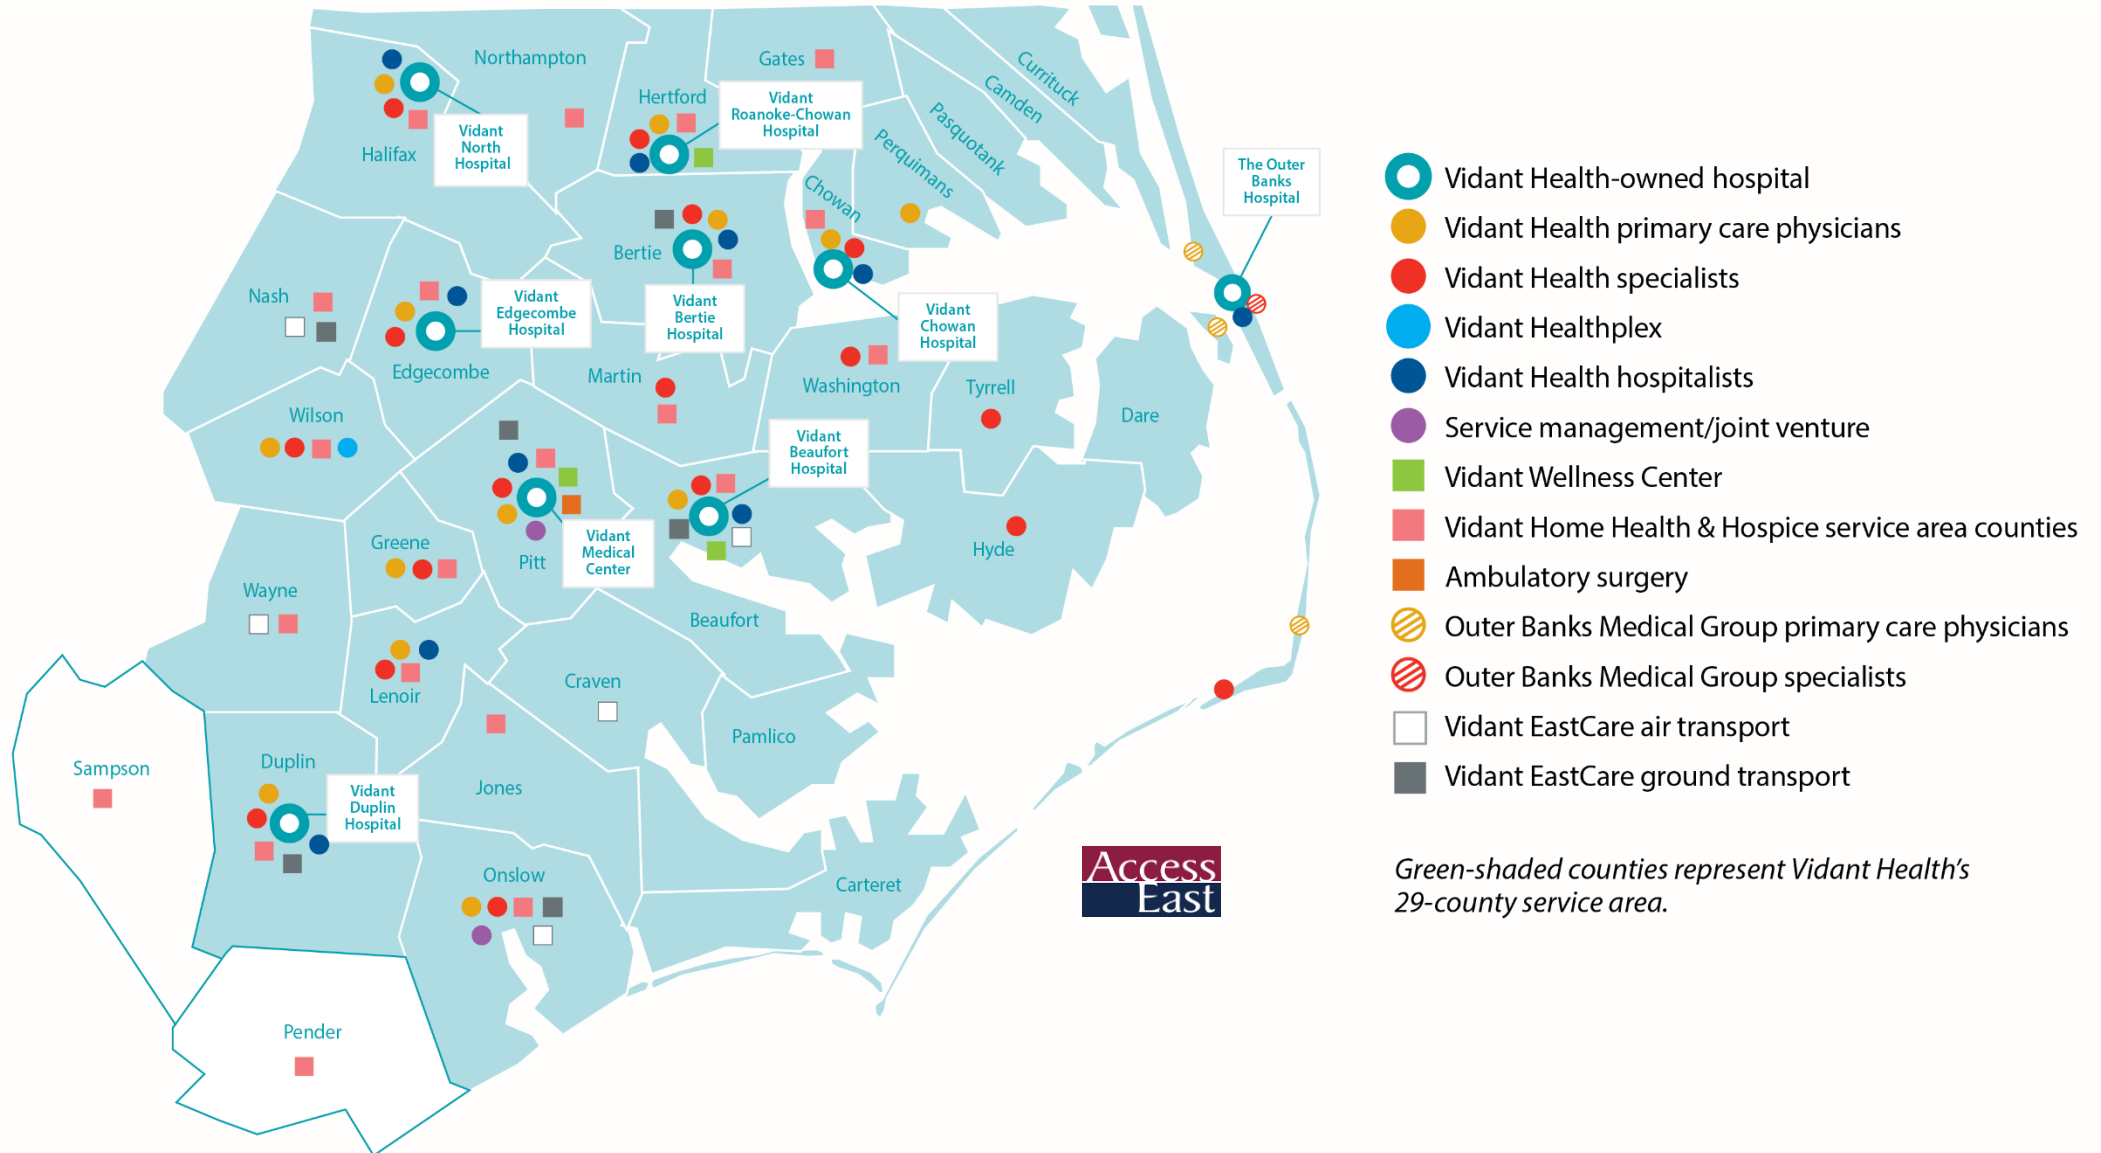 Northampton
Gates
Currituck
Camden
Hertford
Vidant
Roanoke-Chowan
Hospital
Pasquotank
Perquimans
Vidant
North
Hospital
Halifax
Chowan
The Outer
Banks
Hospital
Bertie
Nash
Vidant
Edgecombe
Hospital
Vidant
Bertie
Hospital
Vidant
Chowan
Hospital
Edgecombe
Martin
Washington
Tyrrell
Dare
Wilson
Vidant
Beaufort
Hospital
Greene
Pitt
Vidant
Medical
Center
Hyde
Wayne
Beaufort
Lenoir
Craven
Pamlico
Sampson
Duplin
Vidant
Duplin
Hospital
Jones
Onslow
Carteret
Pender
Access
East
Vidant Health-owned hospital
Vidant Health primary care physicians
Vidant Health specialists
Vidant Healthplex
Vidant Health hospitalists
Service management/joint venture
Vidant Wellness Center
Vidant Home Health & Hospice service area counties
Ambulatory surgery
Outer Banks Medical Group primary care physicians
Outer Banks Medical Group specialists
Vidant EastCare air transport
Vidant EastCare ground transport
Green-shaded counties represent Vidant Health's
29-county service area.